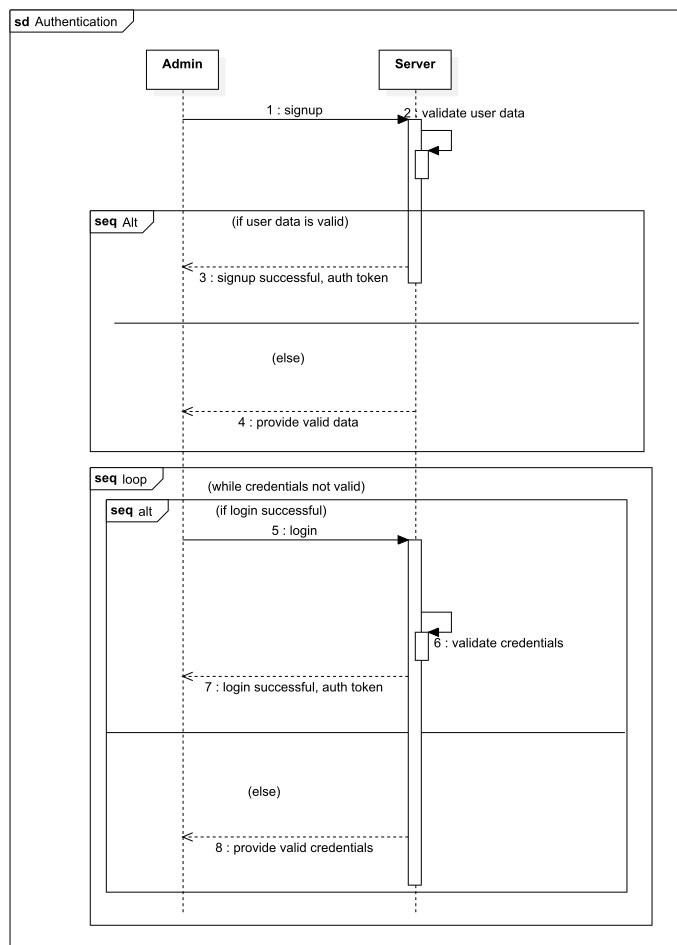 sd Authentication
Admin
Server
1 : signup
2 : validate user data
seq Alt
(if user data is valid)
3 : signup successful, auth token
(else)
4 : provide valid data
seq loop
(while credentials not valid)
seq alt
(if login successful)
5 : login
6 : validate credentials
7 : login successful, auth token
(else)
8 : provide valid credentials